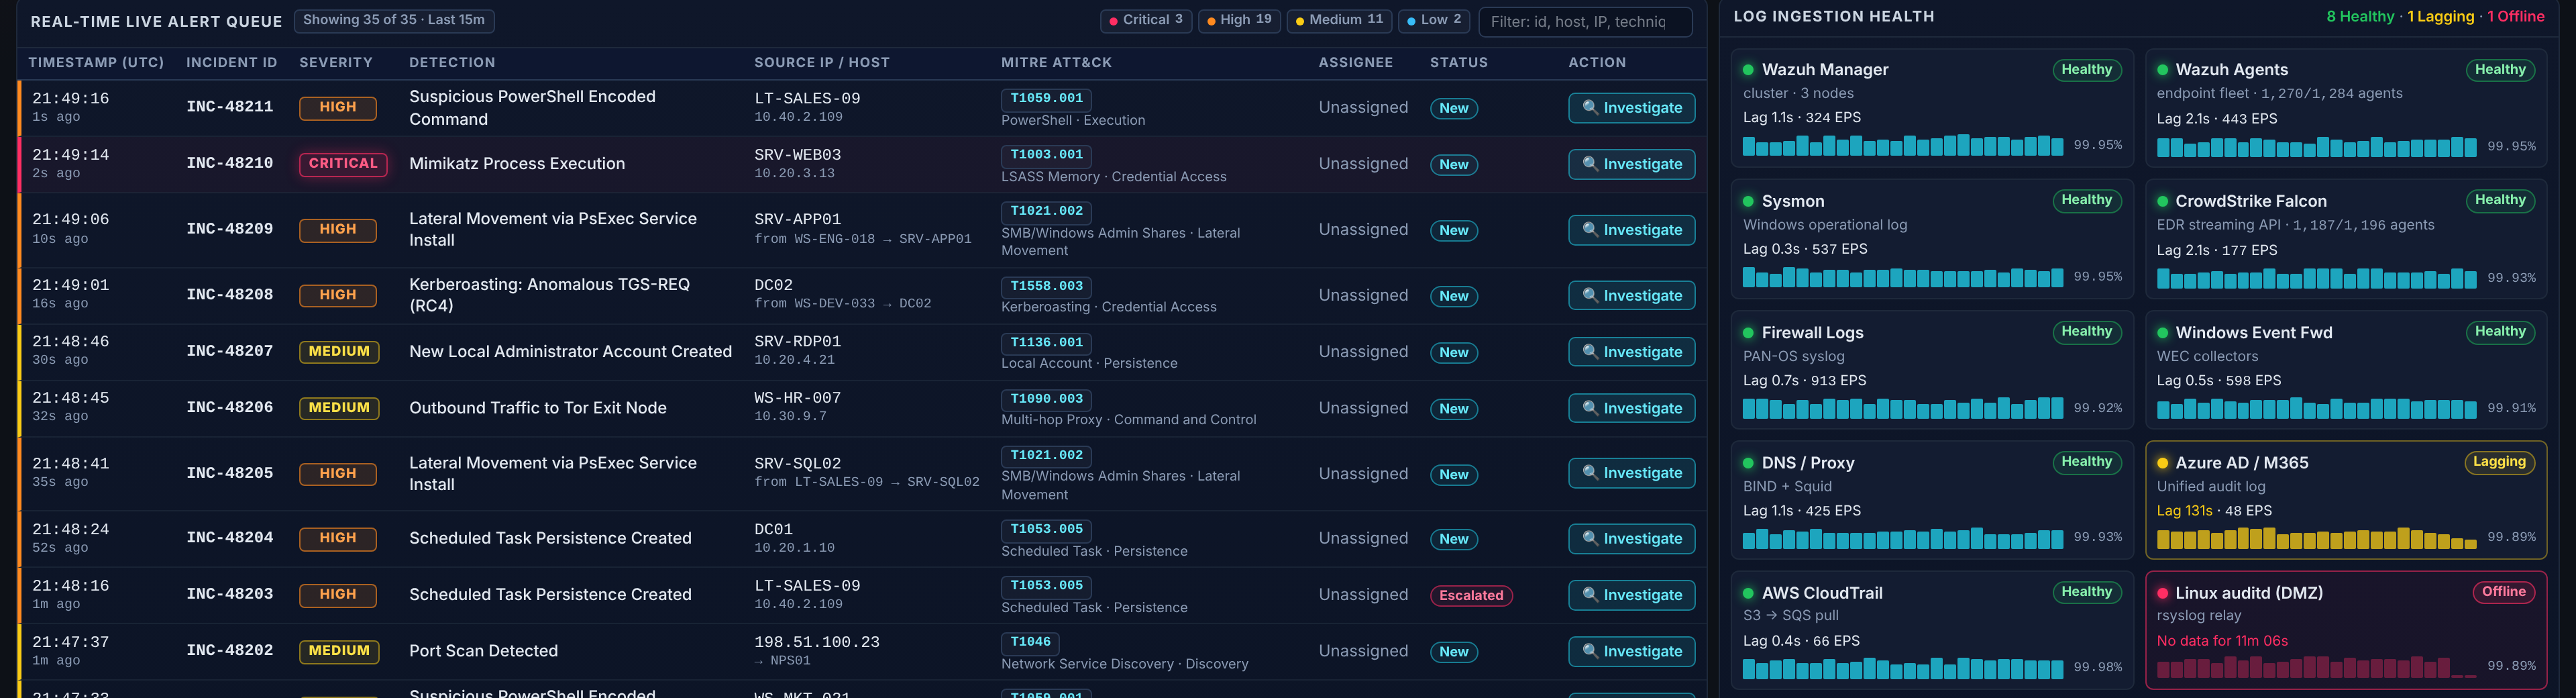 REAL-TIME LIVE ALERT QUEUE Showing 35 of 35 · Last 15m Critical 3 High 19 Medium 11 Low 2 Filter: id, host, IP, techniq
TIMESTAMP (UTC) INCIDENT ID SEVERITY DETECTION SOURCE IP / HOST MITRE ATT&CK ASSIGNEE STATUS ACTION
21:49:16
1s ago
INC-48211
HIGH
Suspicious PowerShell Encoded
Command
LT-SALES-09
10.40.2.109
T1059.001
PowerShell · Execution
Unassigned
New
🔍 Investigate
21:49:14
2s ago
INC-48210
CRITICAL
Mimikatz Process Execution
SRV-WEB03
10.20.3.13
T1003.001
LSASS Memory · Credential Access
Unassigned
New
🔍 Investigate
21:49:06
10s ago
INC-48209
HIGH
Lateral Movement via PsExec Service
Install
SRV-APP01
from WS-ENG-018 → SRV-APP01
T1021.002
SMB/Windows Admin Shares · Lateral
Movement
Unassigned
New
🔍 Investigate
21:49:01
16s ago
INC-48208
HIGH
Kerberoasting: Anomalous TGS-REQ
(RC4)
DC02
from WS-DEV-033 → DC02
T1558.003
Kerberoasting · Credential Access
Unassigned
New
🔍 Investigate
21:48:46
30s ago
INC-48207
MEDIUM
New Local Administrator Account Created
SRV-RDP01
10.20.4.21
T1136.001
Local Account · Persistence
Unassigned
New
🔍 Investigate
21:48:45
32s ago
INC-48206
MEDIUM
Outbound Traffic to Tor Exit Node
WS-HR-007
10.30.9.7
T1090.003
Multi-hop Proxy · Command and Control
Unassigned
New
🔍 Investigate
21:48:41
35s ago
INC-48205
HIGH
Lateral Movement via PsExec Service
Install
SRV-SQL02
from LT-SALES-09 → SRV-SQL02
T1021.002
SMB/Windows Admin Shares · Lateral
Movement
Unassigned
New
🔍 Investigate
21:48:24
52s ago
INC-48204
HIGH
Scheduled Task Persistence Created
DC01
10.20.1.10
T1053.005
Scheduled Task · Persistence
Unassigned
New
🔍 Investigate
21:48:16
1m ago
INC-48203
HIGH
Scheduled Task Persistence Created
LT-SALES-09
10.40.2.109
T1053.005
Scheduled Task · Persistence
Unassigned
Escalated
🔍 Investigate
21:47:37
1m ago
INC-48202
MEDIUM
Port Scan Detected
198.51.100.23
→ NPS01
T1046
Network Service Discovery · Discovery
Unassigned
New
🔍 Investigate
Suspicious PowerShell Encoded
LOG INGESTION HEALTH 8 Healthy · 1 Lagging · 1 Offline
Wazuh Manager Healthy
cluster · 3 nodes
Lag 1.1s · 324 EPS
99.95%
Wazuh Agents Healthy
endpoint fleet · 1,270/1,284 agents
Lag 2.1s · 443 EPS
99.95%
Sysmon Healthy
Windows operational log
Lag 0.3s · 537 EPS
99.95%
CrowdStrike Falcon Healthy
EDR streaming API · 1,187/1,196 agents
Lag 2.1s · 177 EPS
99.93%
Firewall Logs Healthy
PAN-OS syslog
Lag 0.7s · 913 EPS
99.92%
Windows Event Fwd Healthy
WEC collectors
Lag 0.5s · 598 EPS
99.91%
DNS / Proxy Healthy
BIND + Squid
Lag 1.1s · 425 EPS
99.93%
Azure AD / M365 Lagging
Unified audit log
Lag 131s · 48 EPS
99.89%
AWS CloudTrail Healthy
S3 → SQS pull
Lag 0.4s · 66 EPS
99.98%
Linux auditd (DMZ) Offline
rsyslog relay
No data for 11m 06s
99.89%